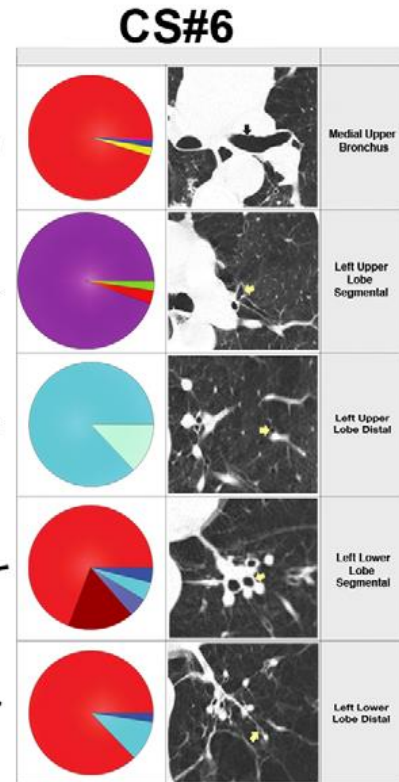 CS#6
Medial Upper
Bronchus
Left Upper
Lobe
Segmental
Left Upper
Lobe Distal
Left Lower
Lobe
Segmental
Left Lower
Lobe Distal